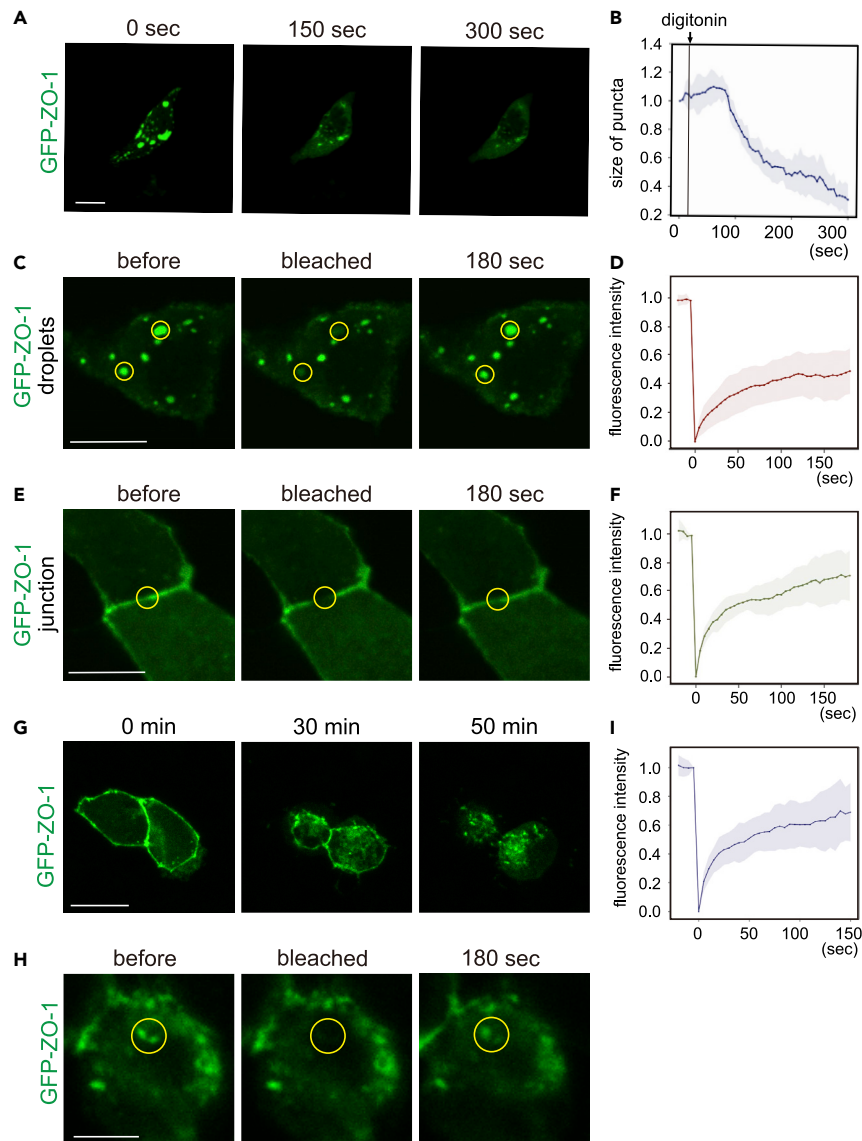 A
0 sec
150 sec
300 sec
GFP-ZO-1
B
digitonin
size of puncta
1.4
1.2
1.0
0.8
0.6
0.4
0.2
0
100
200
300
(sec)
C
before
bleached
180 sec
GFP-ZO-1
droplets
D
fluorescence intensity
1.0
0.8
0.6
0.4
0.2
0.0
0
50
100
150
(sec)
E
before
bleached
180 sec
GFP-ZO-1
junction
F
fluorescence intensity
1.0
0.8
0.6
0.4
0.2
0.0
0
50
100
150
(sec)
G
0 min
30 min
50 min
GFP-ZO-1
I
fluorescence intensity
1.0
0.8
0.6
0.4
0.2
0.0
0
50
100
150
(sec)
H
before
bleached
180 sec
GFP-ZO-1